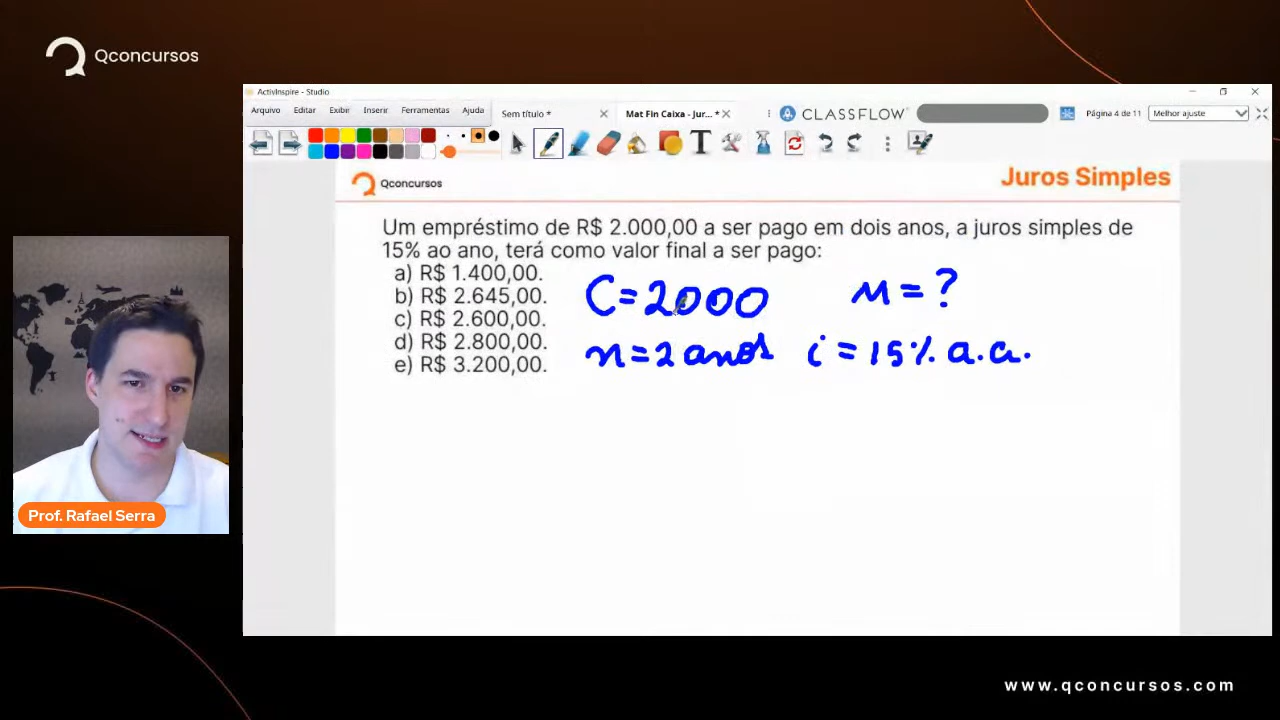 Qconcursos
ActivInspire - Studio
Arquivo Editar Exibir Inserir Ferramentas Ajuda
Sem título *
Mat Fin Caixa - Jur... *
CLASSFLOW
Página 4 de 11
Melhor ajuste
Qconcursos
Juros Simples
Um empréstimo de R$ 2.000,00 a ser pago em dois anos, a juros simples de
15% ao ano, terá como valor final a ser pago:
a) R$ 1.400,00.
b) R$ 2.645,00.
c) R$ 2.600,00.
d) R$ 2.800,00.
e) R$ 3.200,00.
C = 2000 M = ?
n = 2 anos i = 15% a.a.
Prof. Rafael Serra
www.qconcursos.com